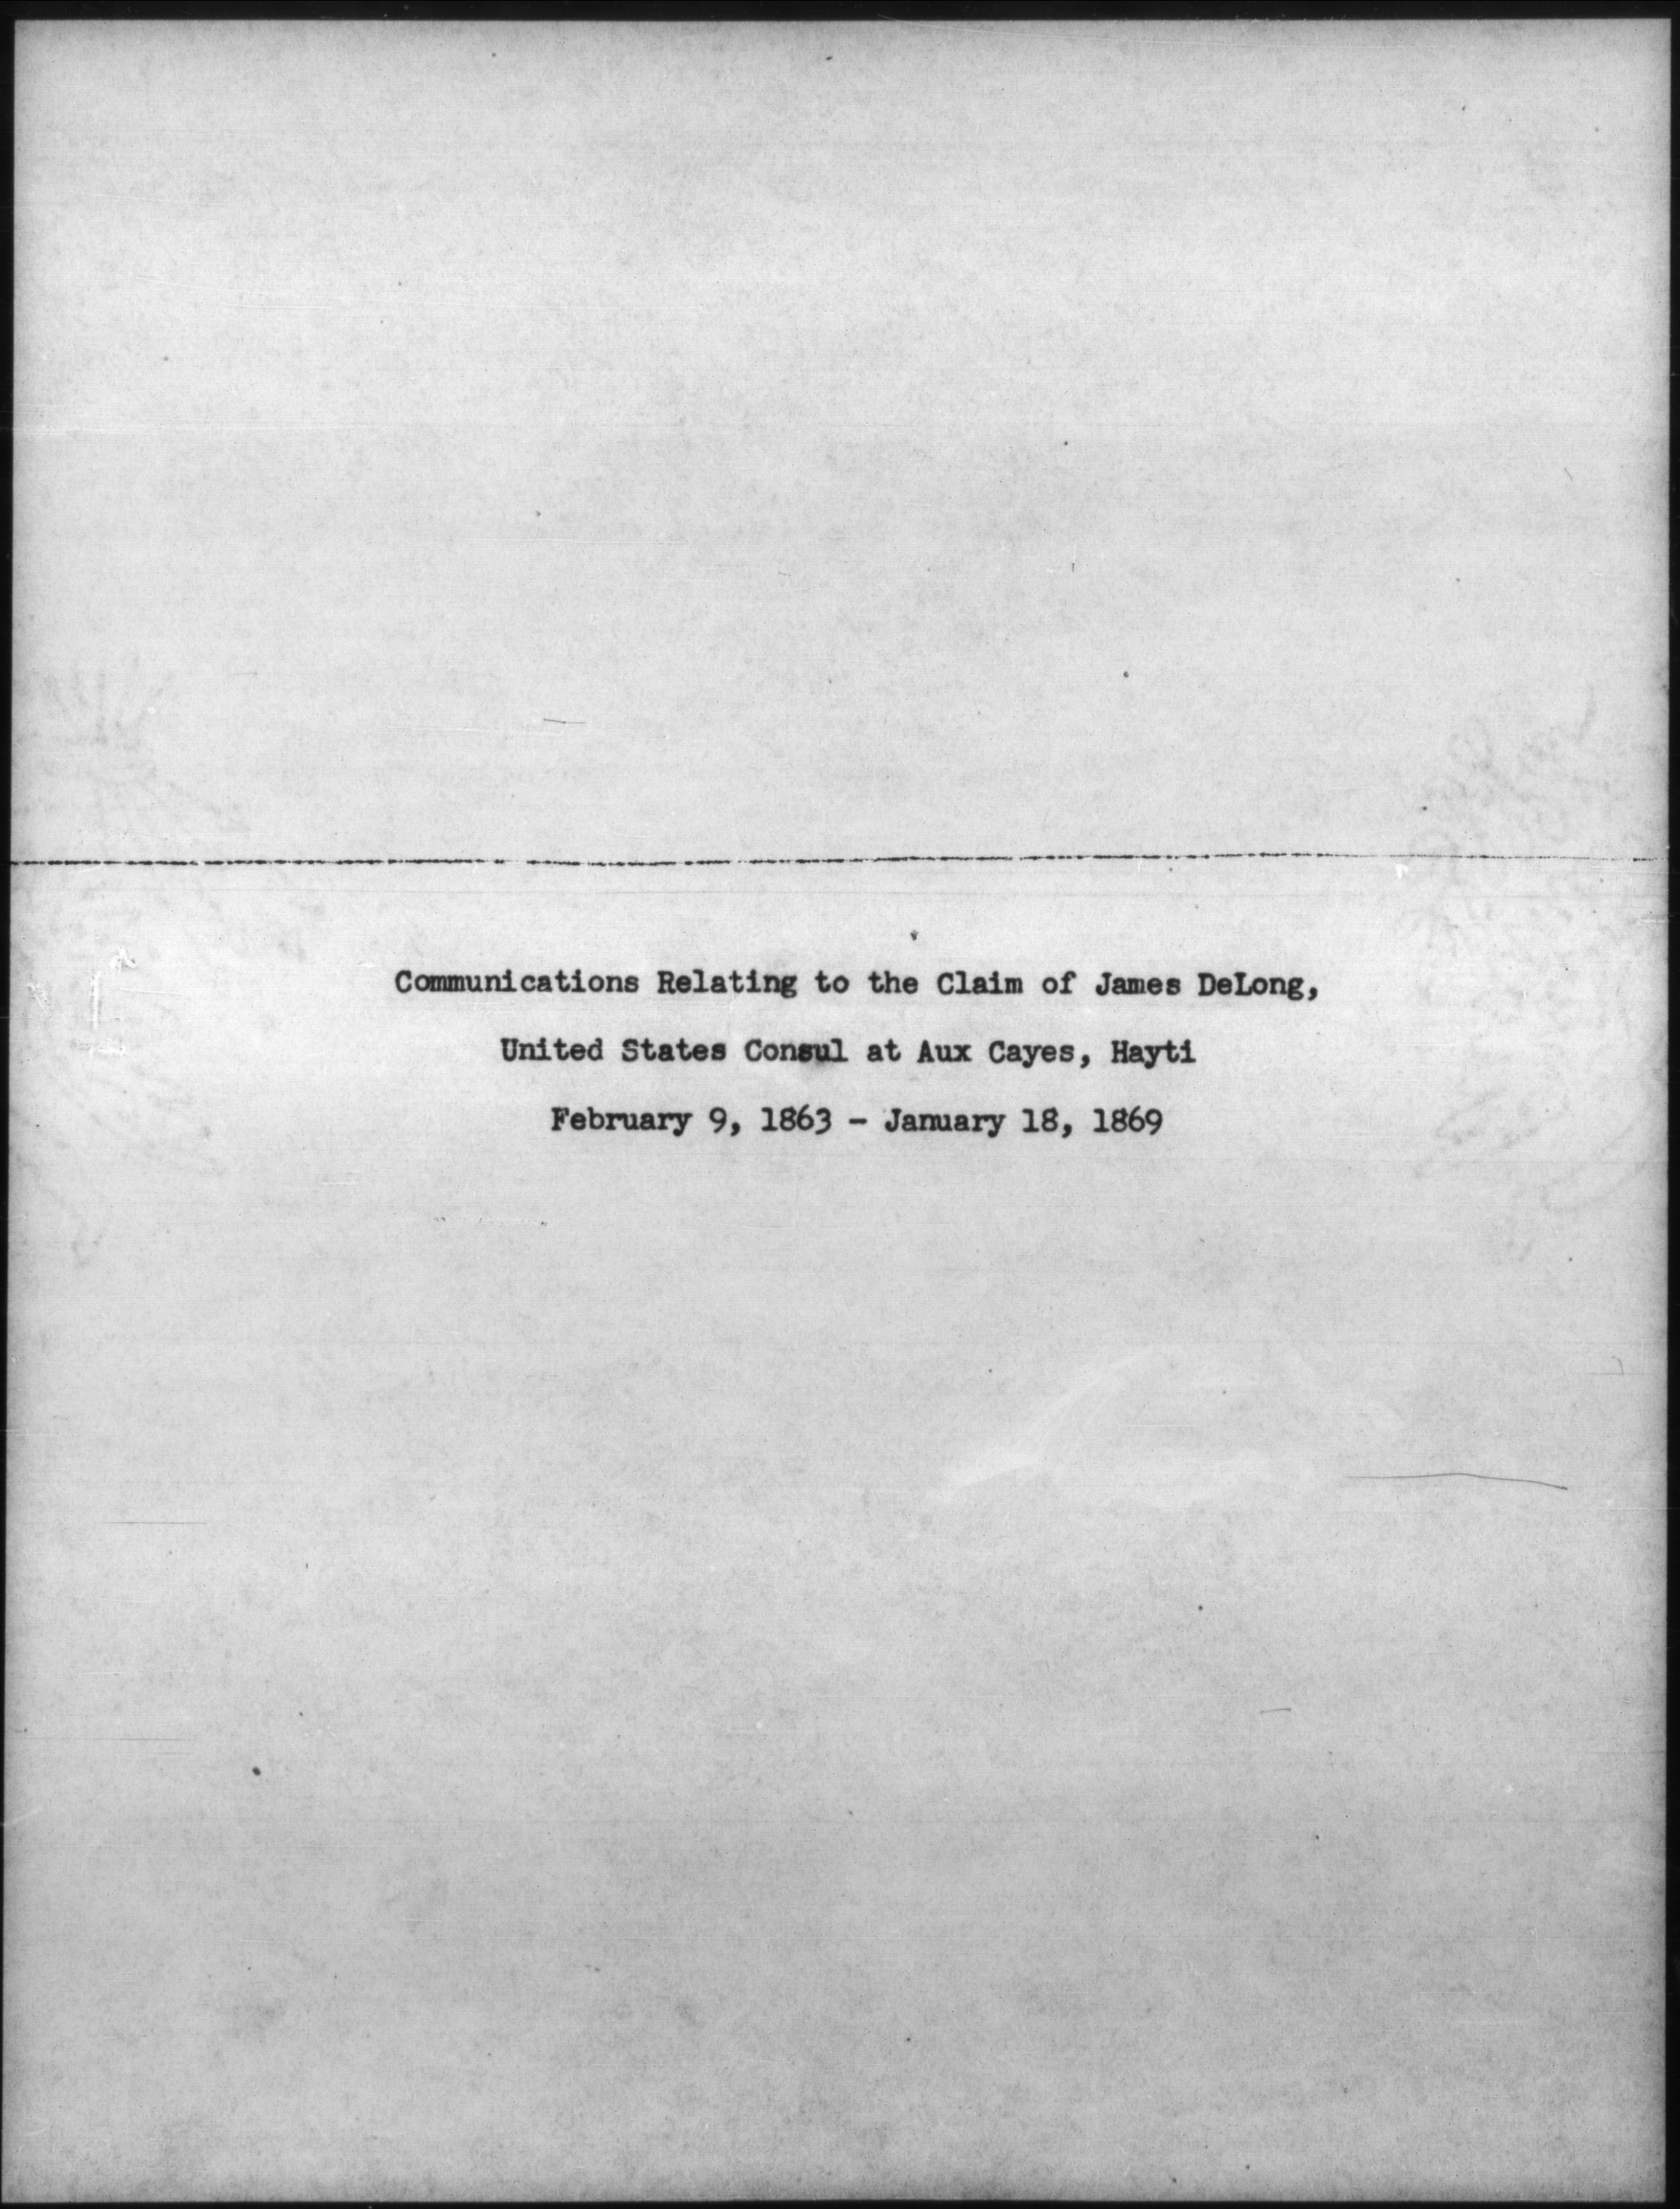 Communications Relating to the Claim of James DeLong,
United States Consul at Aux Cayes, Hayti
February 9, 1863 - January 18, 1869